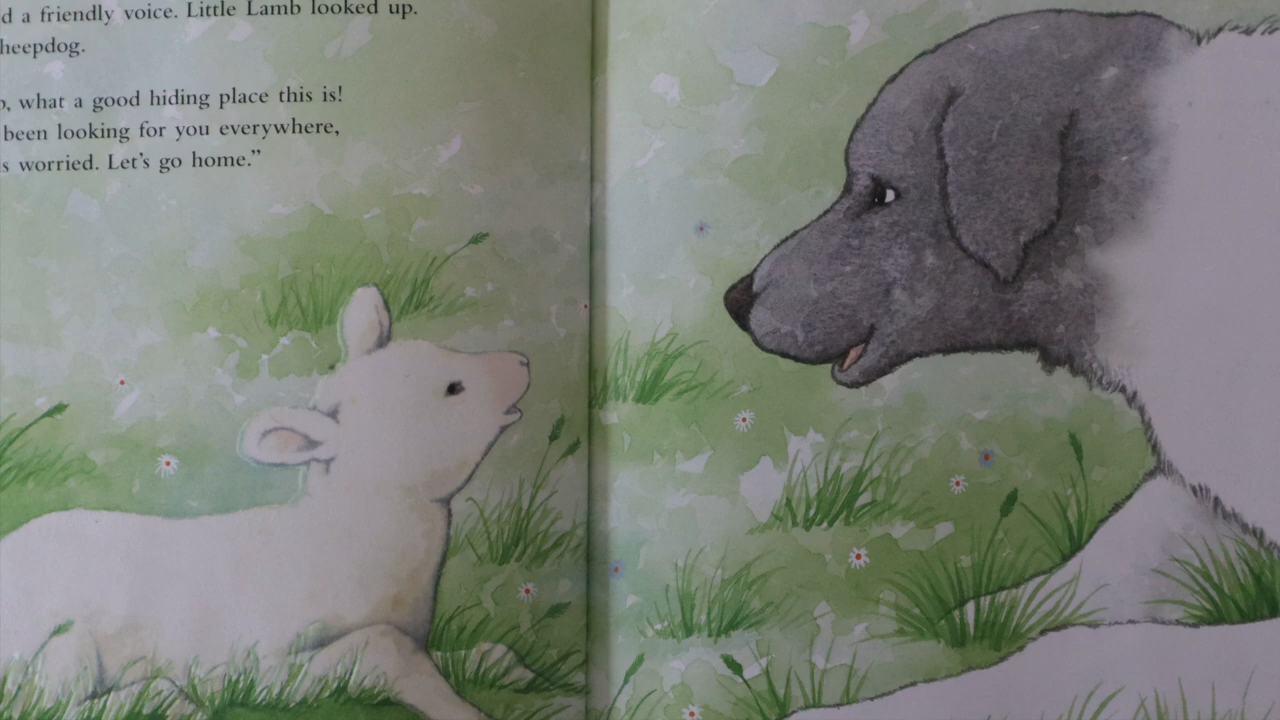 d a friendly voice. Little Lamb looked up.
heepdog.
, what a good hiding place this is!
been looking for you everywhere,
s worried. Let's go home.”